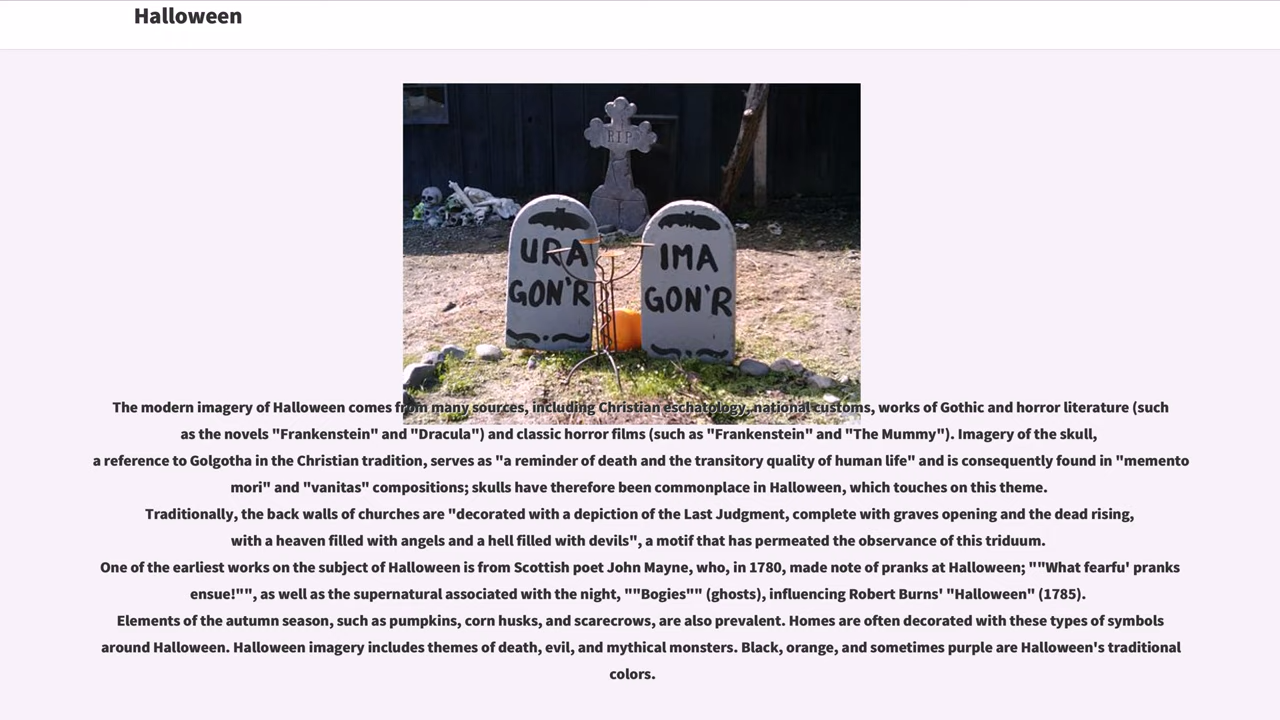 Halloween
RIP
URA
GON'R
IMA
GON'R
The modern imagery of Halloween comes from many sources, including Christian eschatology, national customs, works of Gothic and horror literature (such
as the novels "Frankenstein" and "Dracula") and classic horror films (such as "Frankenstein" and "The Mummy"). Imagery of the skull,
a reference to Golgotha in the Christian tradition, serves as "a reminder of death and the transitory quality of human life" and is consequently found in "memento
mori" and "vanitas" compositions; skulls have therefore been commonplace in Halloween, which touches on this theme.
Traditionally, the back walls of churches are "decorated with a depiction of the Last Judgment, complete with graves opening and the dead rising,
with a heaven filled with angels and a hell filled with devils", a motif that has permeated the observance of this triduum.
One of the earliest works on the subject of Halloween is from Scottish poet John Mayne, who, in 1780, made note of pranks at Halloween; ""What fearfu' pranks
ensue!"", as well as the supernatural associated with the night, ""Bogies"" (ghosts), influencing Robert Burns' "Halloween" (1785).
Elements of the autumn season, such as pumpkins, corn husks, and scarecrows, are also prevalent. Homes are often decorated with these types of symbols
around Halloween. Halloween imagery includes themes of death, evil, and mythical monsters. Black, orange, and sometimes purple are Halloween's traditional
colors.